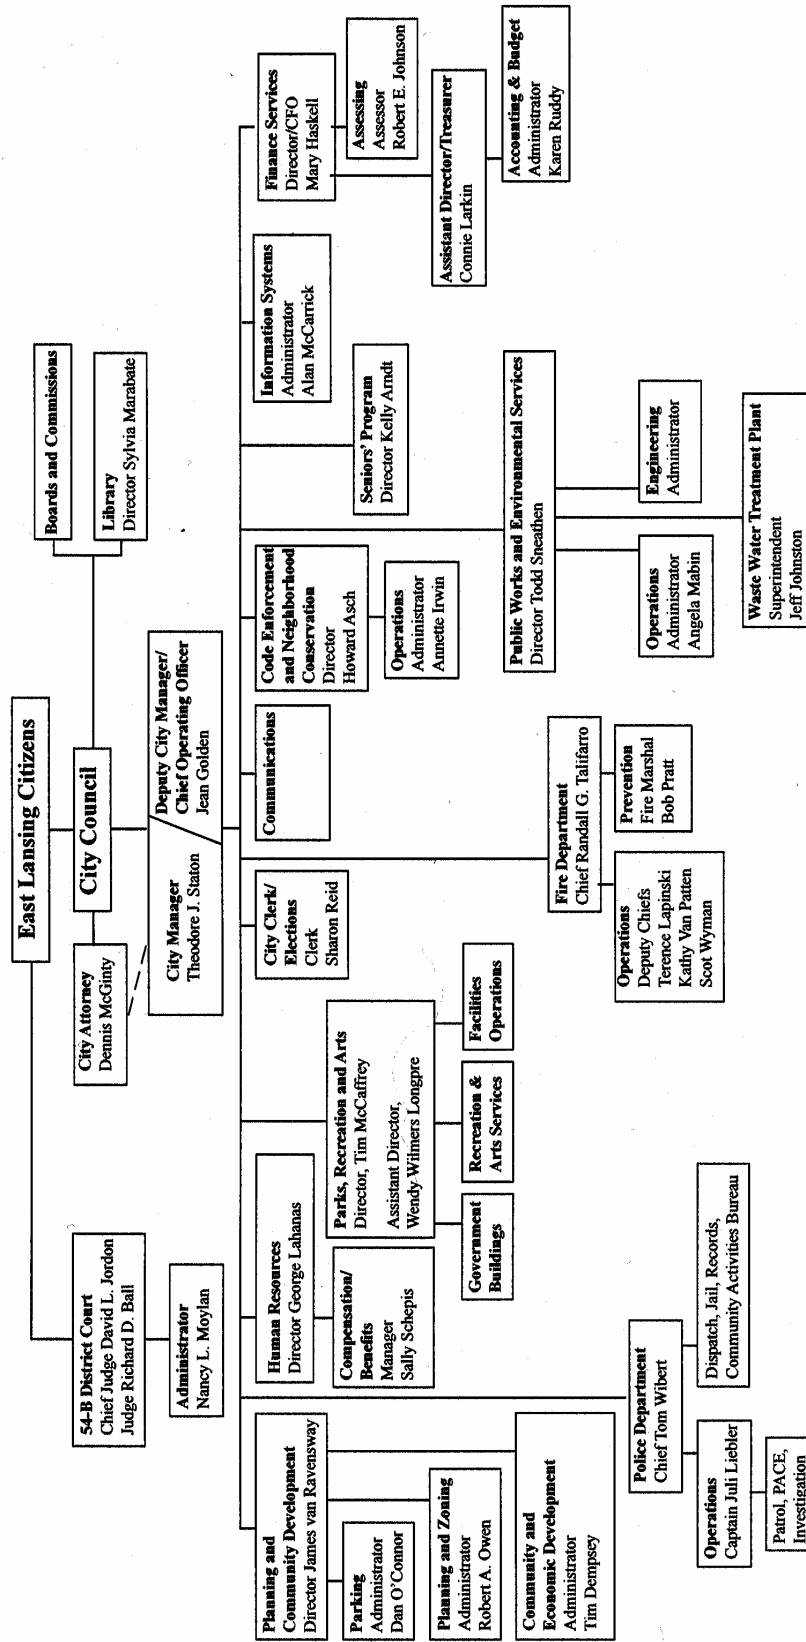 East Lansing Citizens
54-B District Court
Chief Judge David L. Jordon
Judge Richard D. Ball
Administrator
Nancy L. Moylan
City Council
City Attorney
Dennis McGinty
Boards and Commissions
Library
Director Sylvia Marabate
City Manager
Theodore J. Staton
Deputy City Manager/
Chief Operating Officer
Jean Golden
Planning and
Community Development
Director James van Ravensway
Parking
Administrator
Dan O'Connor
Planning and Zoning
Administrator
Robert A. Owen
Community and
Economic Development
Administrator
Tim Dempsey
Police Department
Chief Tom Wibert
Operations
Captain Juli Liebler
Patrol, PACE,
Investigation
Dispatch, Jail, Records,
Community Activities Bureau
Human Resources
Director George Lahanas
Compensation/
Benefits
Manager
Sally Schepis
Parks, Recreation and Arts
Director, Tim McCaffrey
Assistant Director,
Wendy Wilmers Longpre
Government
Buildings
Recreation &
Arts Services
Facilities
Operations
City Clerk/
Elections
Clerk
Sharon Reid
Fire Department
Chief Randall G. Talifarro
Operations
Deputy Chiefs
Terence Lapinski
Kathy Van Patten
Scot Wyman
Prevention
Fire Marshal
Bob Pratt
Communications
Code Enforcement
and Neighborhood
Conservation
Director
Howard Asch
Operations
Administrator
Annette Irwin
Public Works and Environmental Services
Director Todd Sneathen
Operations
Administrator
Angela Mabin
Engineering
Administrator
Waste Water Treatment Plant
Superintendent
Jeff Johnston
Seniors' Program
Director Kelly Arndt
Information Systems
Administrator
Alan McCarrick
Finance Services
Director/CFO
Mary Haskell
Assessing
Assessor
Robert E. Johnson
Assistant Director/Treasurer
Connie Larkin
Accounting & Budget
Administrator
Karen Ruddy